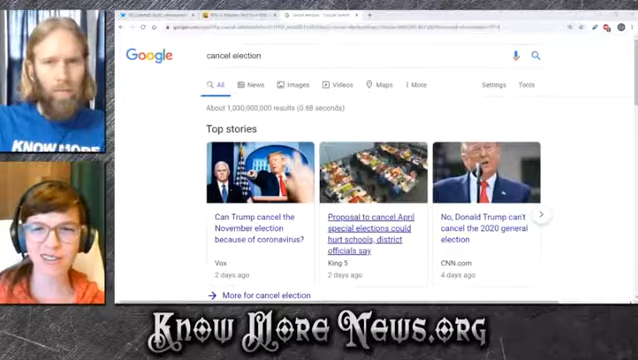 Google
cancel election
All
News
Images
Videos
Maps
More
Settings
Tools
About 1,030,000,000 results (0.68 seconds)
Top stories
Can Trump cancel the
November election
because of coronavirus?
Vox
2 days ago
Proposal to cancel April
special elections could
hurt schools, district
officials say
King 5
2 days ago
No, Donald Trump can't
cancel the 2020 general
election
CNN.com
4 days ago
More for cancel election
KNOW MORE
Know More News.org